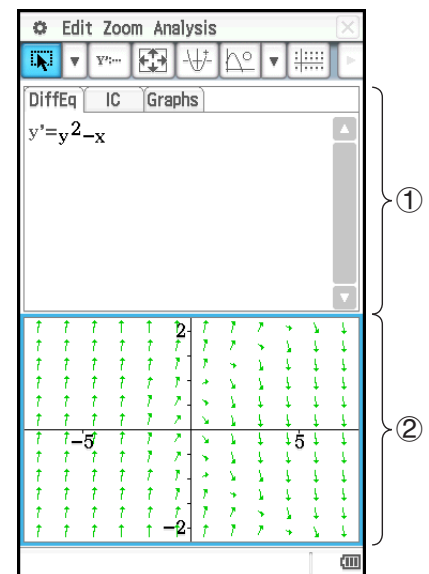 Edit Zoom Analysis
Y':···
DiffEq IC Graphs
y'=y²-x
①
2
-5 5
②
-2